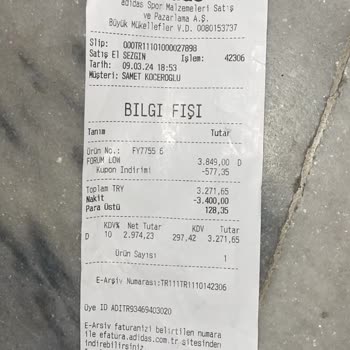 adidas Spor Malzemeleri Satış
ve Pazarlama A.Ş.
Büyük Mükellefler V.D. 0080153737
Slip: 000TR11101000027898
Satış El SEZGIN İşlem: 42306
Tarih: 09.03.24 18:53
Müşteri: SAMET KOCEROGLU
BILGI FIŞI
Tanım Tutar
Ürün No.: FY7755 6
FORUM LOW 3.849,00 D
Kupon Indirimi -577,35
Toplam TRY 3.271,65
Nakit -3.400,00
Para Üstü 128,35
KDV% Net Tutar KDV Tutar
D 10 2.974,23 297,42 3.271,65
Ürün Sayısı 1
E-Arşiv Numarası:TR111TR1110142306
Üye ID ADITR93469403020
E-Arşiv faturanızi belirtilen numara
ile efatura.adidas.com.tr sitesinden
indirebilirsiniz